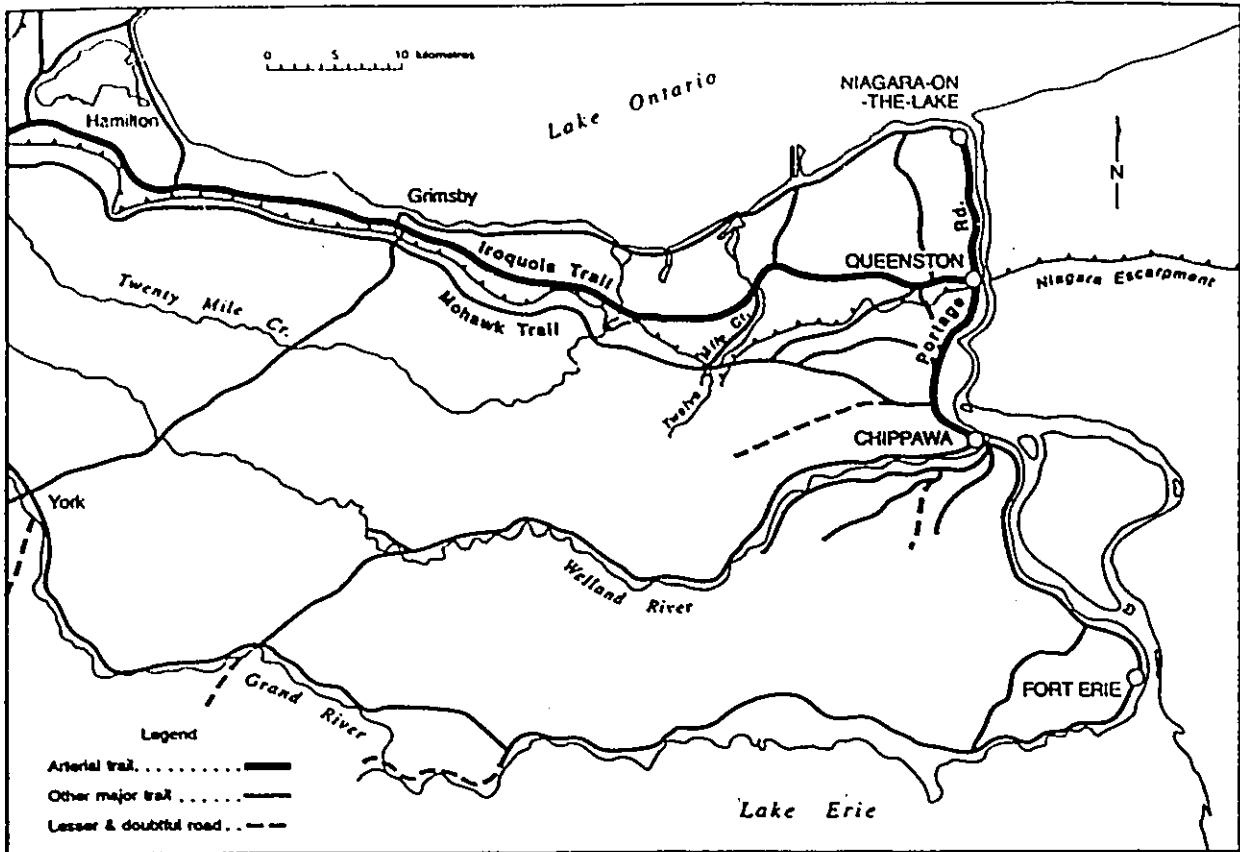 0 5 10 kilometres
NIAGARA-ON
-THE-LAKE
Lake Ontario
Hamilton
N
Grimsby
Rd.
Iroquois Trail
QUEENSTON
Niagara Escarpment
Twenty Mile Cr.
Mohawk Trail
Portage
Twelve Mile Cr.
CHIPPAWA
York
Welland River
Grand River
FORT ERIE
Legend
Arterial trail
Other major trail
Lesser & doubtful road
Lake Erie